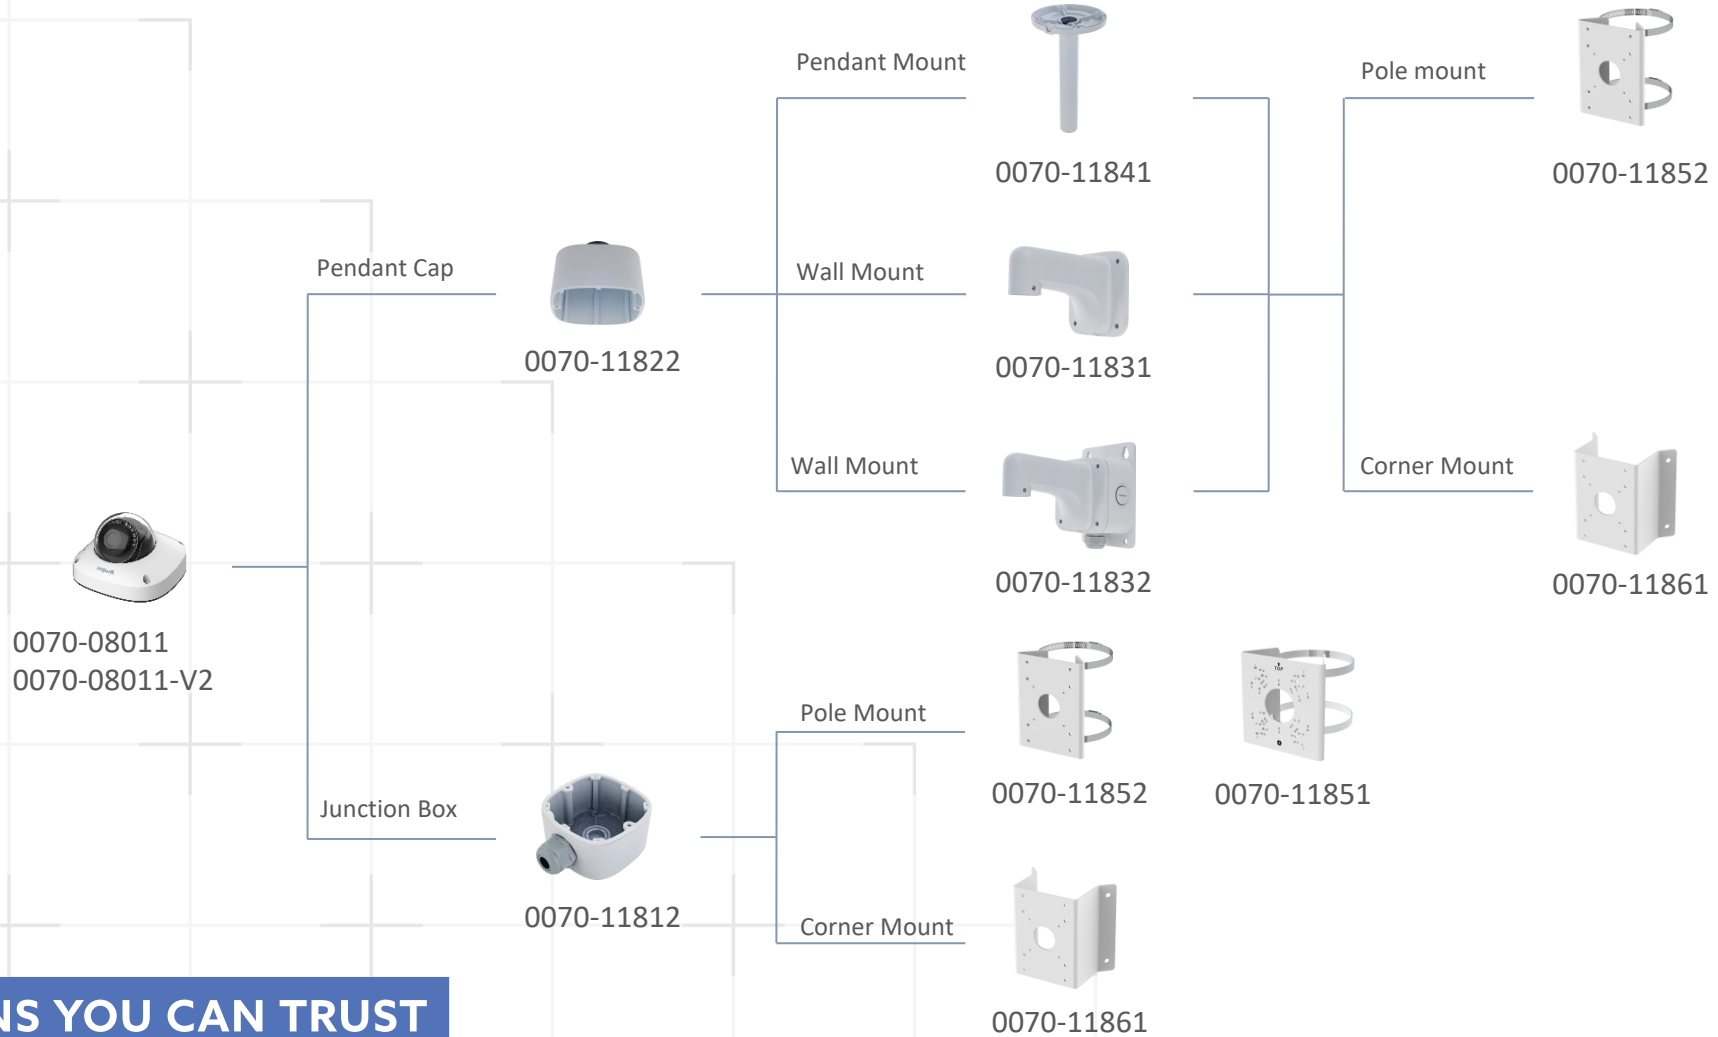 Pendant Mount
0070-11841
Pole mount
0070-11852
Pendant Cap
0070-11822
Wall Mount
0070-11831
Wall Mount
0070-11832
Corner Mount
0070-11861
0070-08011
0070-08011-V2
Junction Box
0070-11812
Pole Mount
0070-11852
0070-11851
Corner Mount
0070-11861
NS YOU CAN TRUST